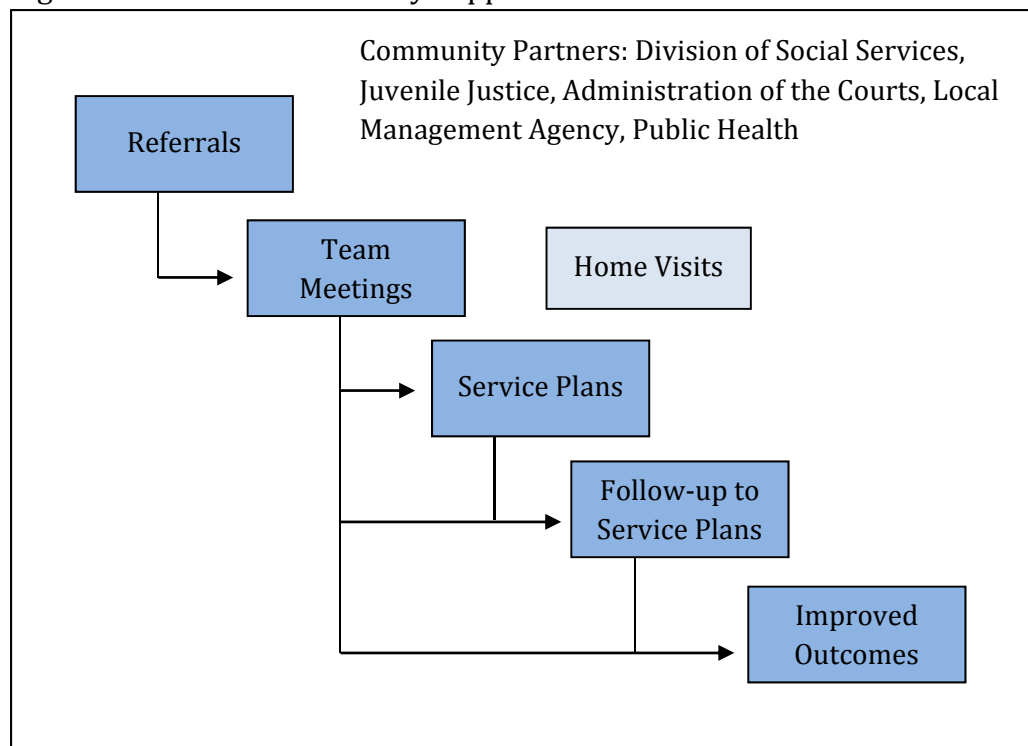 Community Partners: Division of Social Services,
Juvenile Justice, Administration of the Courts, Local
Management Agency, Public Health
Referrals
Team
Meetings
Home Visits
Service Plans
Follow-up to
Service Plans
Improved
Outcomes